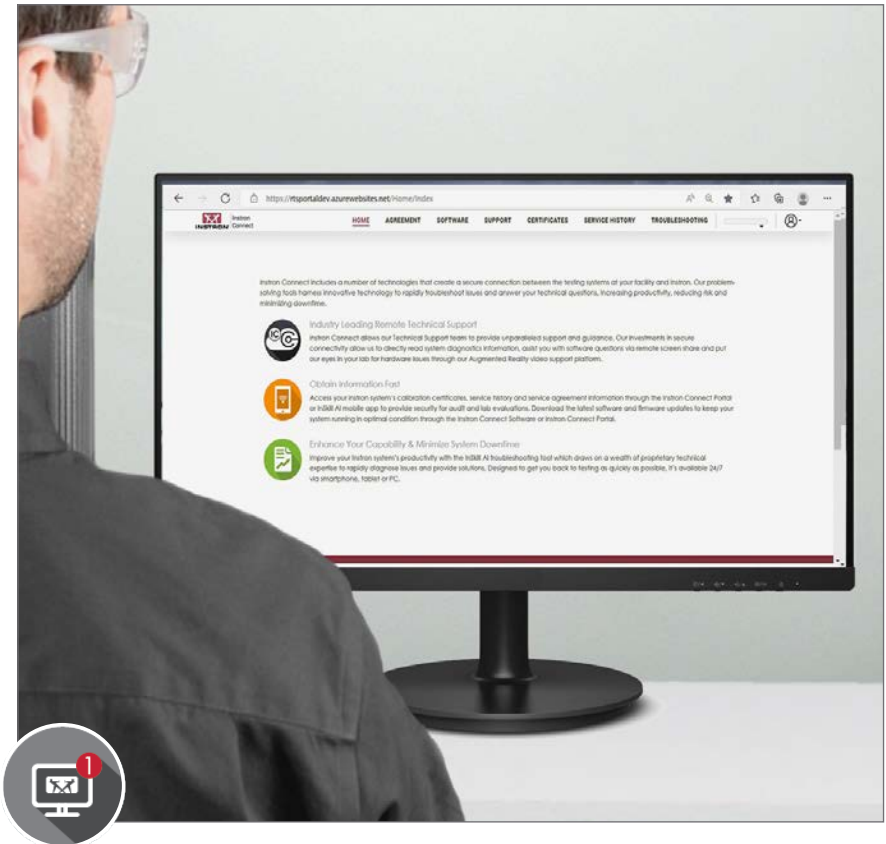 https://rtsportaldev.azurewebsites.net/Home/Index
INSTRON
Instron
Connect
HOME AGREEMENT SOFTWARE SUPPORT CERTIFICATES SERVICE HISTORY TROUBLESHOOTING
Instron Connect includes a number of technologies that create a secure connection between the testing systems at your facility and Instron. Our problem-
solving tools harness innovative technology to rapidly troubleshoot issues and answer your technical questions, increasing productivity, reducing risk and
minimizing downtime.
Industry Leading Remote Technical Support
Instron Connect allows our Technical Support team to provide unparalleled support and guidance. Our investments in secure
connectivity allow us to directly read system diagnostics information, assist you with software questions via remote screen share and put
our eyes in your lab for hardware issues through our Augmented Reality video support platform.
Obtain Information Fast
Access your Instron system's calibration certificates, service history and service agreement information through the Instron Connect Portal
or InSkill AI mobile app to provide security for audit and lab evaluations. Download the latest software and firmware updates to keep your
system running in optimal condition through the Instron Connect Software or Instron Connect Portal.
Enhance Your Capability & Minimize System Downtime
Improve your Instron system's productivity with the InSkill AI troubleshooting tool which draws on a wealth of proprietary technical
expertise to rapidly diagnose issues and provide solutions. Designed to get you back to testing as quickly as possible, it's available 24/7
via smartphone, tablet or PC.
1